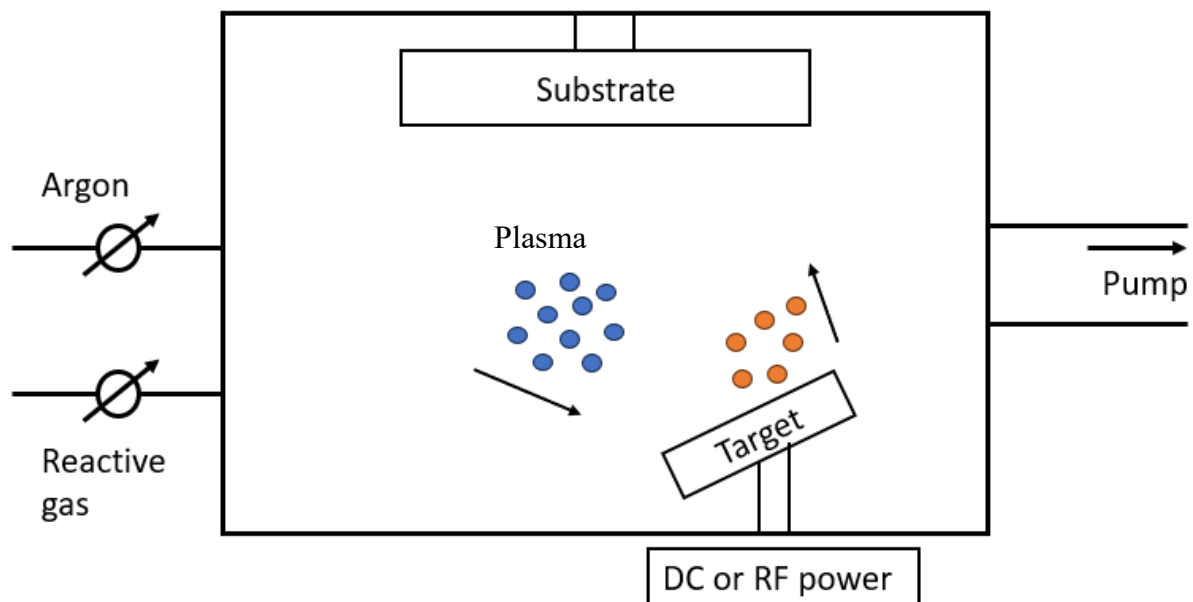 Substrate
Argon
Plasma
Pump
Target
Reactive
gas
DC or RF power